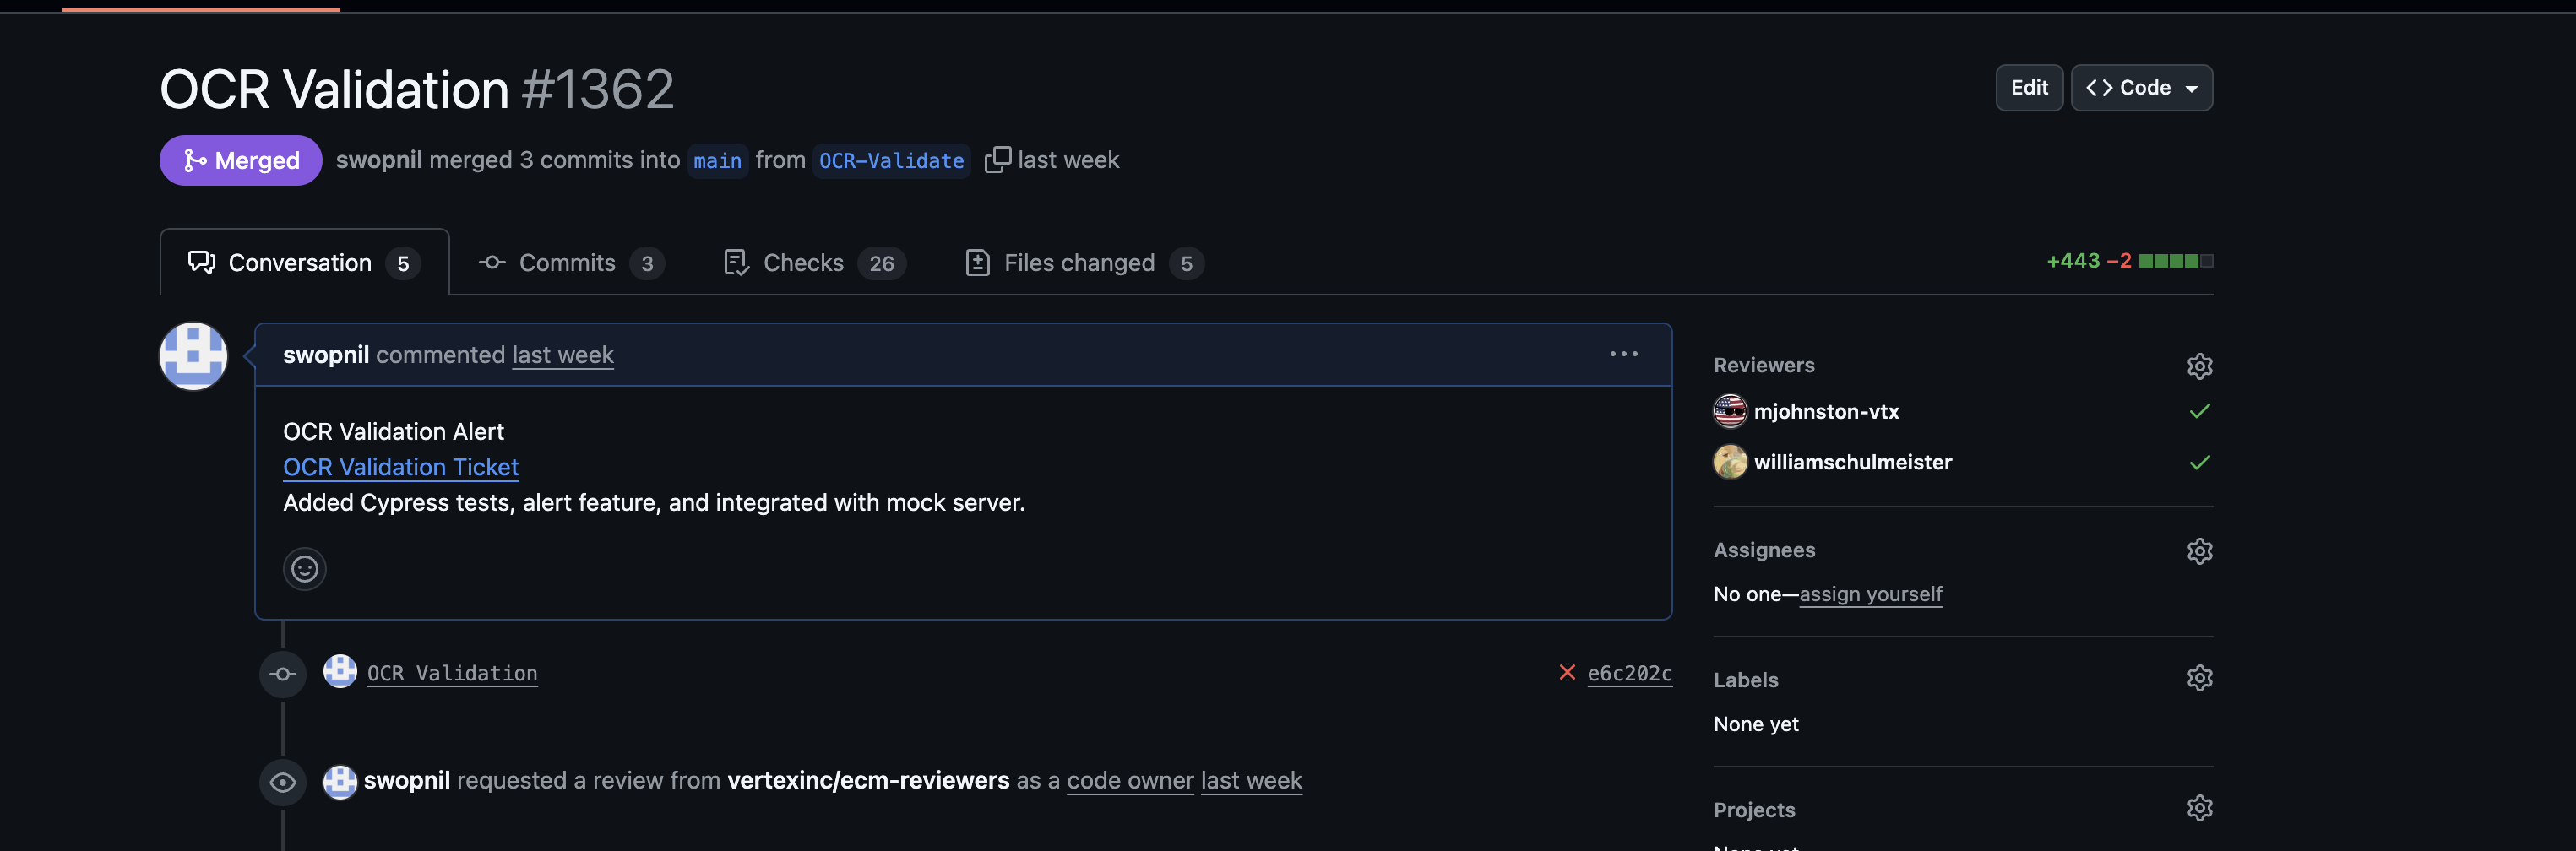 OCR Validation #1362
Edit
Code
Merged
swopnil merged 3 commits into main from OCR-Validate last week
Conversation 5
Commits 3
Checks 26
Files changed 5
+443 −2
swopnil commented last week
OCR Validation Alert
OCR Validation Ticket
Added Cypress tests, alert feature, and integrated with mock server.
OCR Validation
e6c202c
swopnil requested a review from vertexinc/ecm-reviewers as a code owner last week
Reviewers
mjohnston-vtx
williamschulmeister
Assignees
No one—assign yourself
Labels
None yet
Projects
None yet